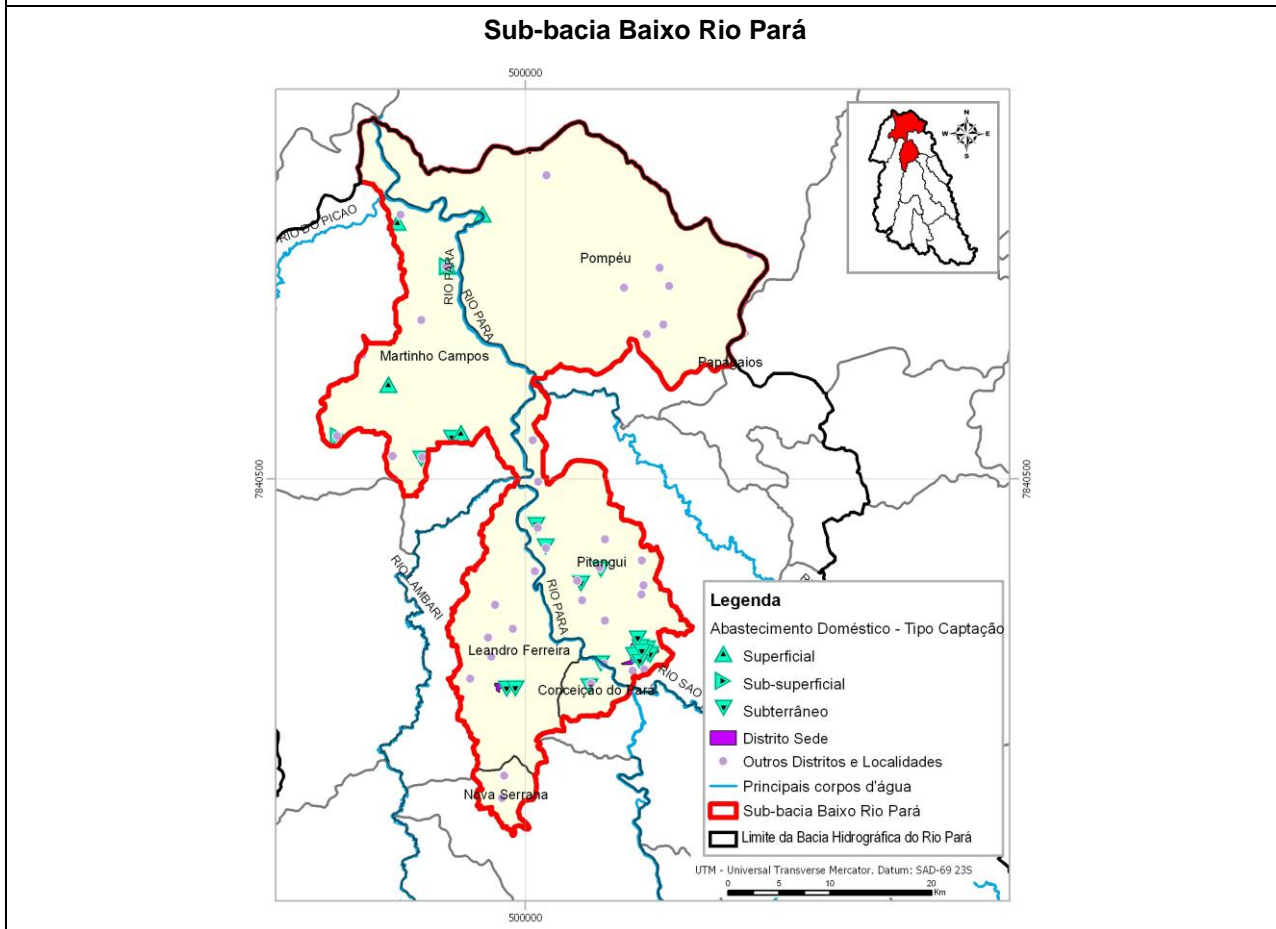 Sub-bacia Baixo Rio Pará
500000
N
W
E
S
RIO DO PICAO
Pompéu
RIO PARA
RIO PARA
Martinho Campos
Papagaios
7840500
7840500
Pitangui
RIO LAMBARI
RIO PARA
Leandro Ferreira
Conceição do Pará
RIO SAO
Nova Serrana
Legenda
Abastecimento Doméstico - Tipo Captação
Superficial
Sub-superficial
Subterrâneo
Distrito Sede
Outros Distritos e Localidades
Principais corpos d'água
Sub-bacia Baixo Rio Pará
Limite da Bacia Hidrográfica do Rio Pará
UTM - Universal Transverse Mercator. Datum: SAD-69 23S
0 5 10 20
Km
500000